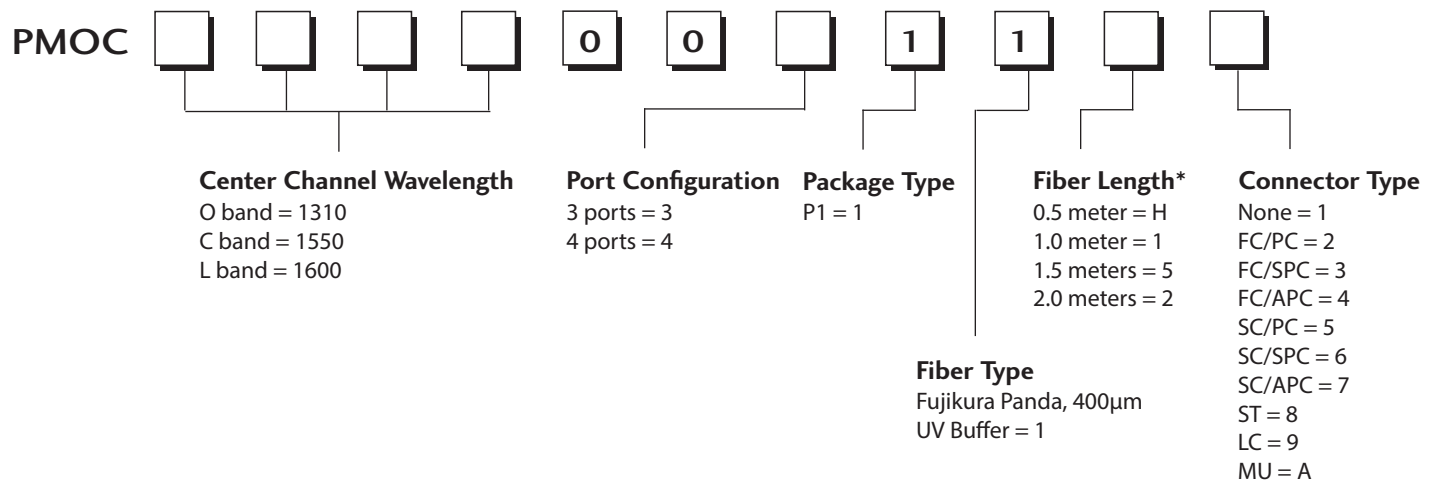 PMOC 0 0 1 1
Center Channel Wavelength
O band = 1310
C band = 1550
L band = 1600
Port Configuration
3 ports = 3
4 ports = 4
Package Type
P1 = 1
Fiber Type
Fujikura Panda, 400µm
UV Buffer = 1
Fiber Length*
0.5 meter = H
1.0 meter = 1
1.5 meters = 5
2.0 meters = 2
Connector Type
None = 1
FC/PC = 2
FC/SPC = 3
FC/APC = 4
SC/PC = 5
SC/SPC = 6
SC/APC = 7
ST = 8
LC = 9
MU = A